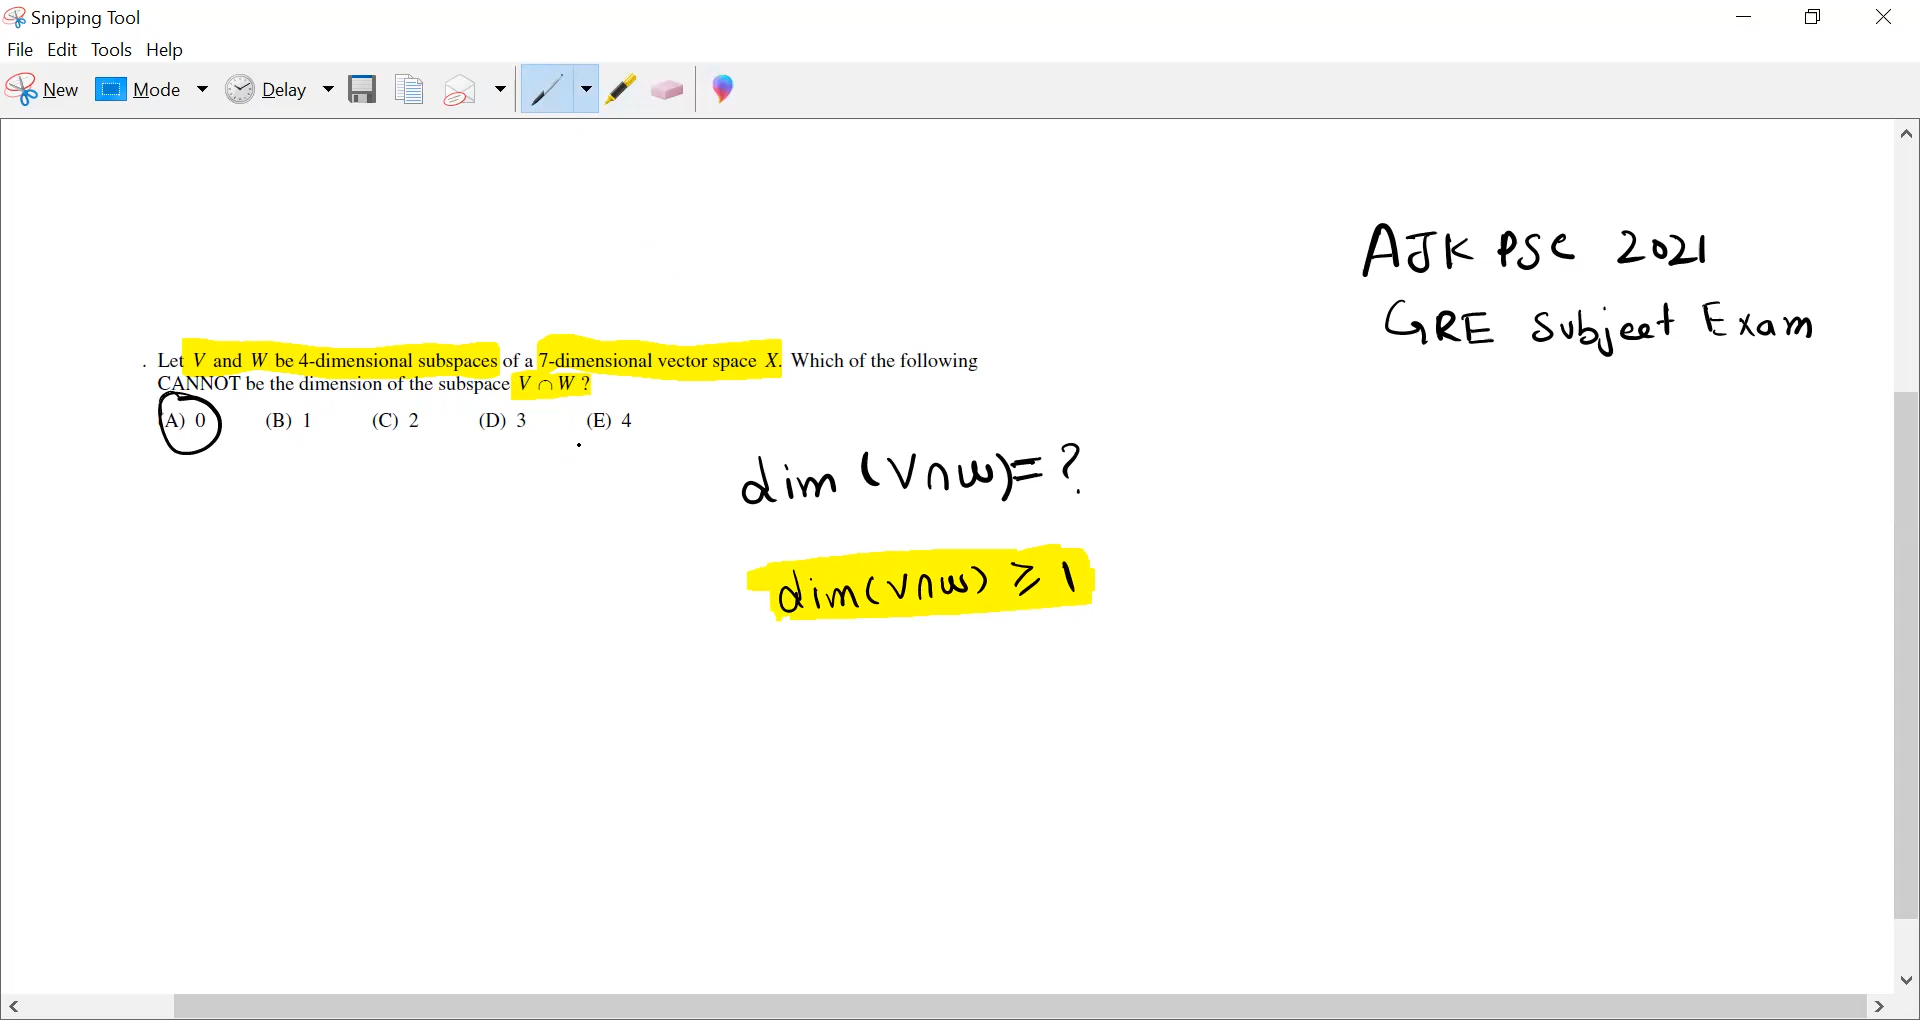 Snipping Tool
File Edit Tools Help
New Mode Delay
AJK PSC 2021
GRE Subject Exam
. Let V and W be 4-dimensional subspaces of a 7-dimensional vector space X. Which of the following
CANNOT be the dimension of the subspace V ∩ W ?
(A) 0 (B) 1 (C) 2 (D) 3 (E) 4
dim (V∩W) = ?
dim(V∩W) ≥ 1